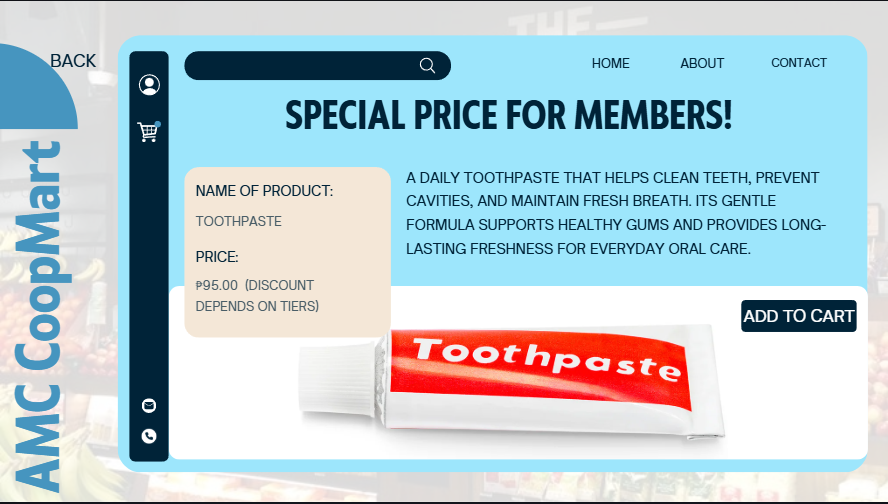 THE
BACK
HOME
ABOUT
CONTACT
SPECIAL PRICE FOR MEMBERS!
NAME OF PRODUCT:
TOOTHPASTE
PRICE:
₱95.00 (DISCOUNT
DEPENDS ON TIERS)
A DAILY TOOTHPASTE THAT HELPS CLEAN TEETH, PREVENT
CAVITIES, AND MAINTAIN FRESH BREATH. ITS GENTLE
FORMULA SUPPORTS HEALTHY GUMS AND PROVIDES LONG-
LASTING FRESHNESS FOR EVERYDAY ORAL CARE.
ADD TO CART
Toothpaste
AMC CoopMart